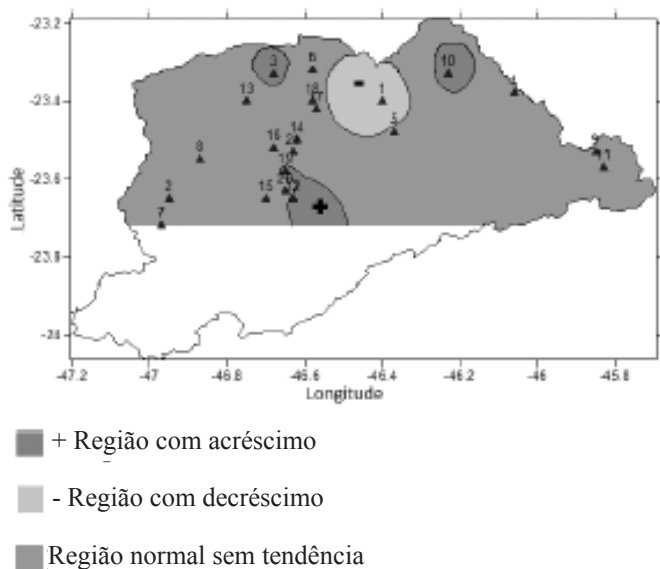 -23.2
-23.4
-23.6
-23.8
Latitude
-47.2 -47 -46.8 -46.6 -46.4 -46.2 -46 -45.8
Longitude
3 6 10
13 18 1
5
14
16
8
11
2 15
7
- 
+
+ Região com acréscimo
- Região com decréscimo
Região normal sem tendência